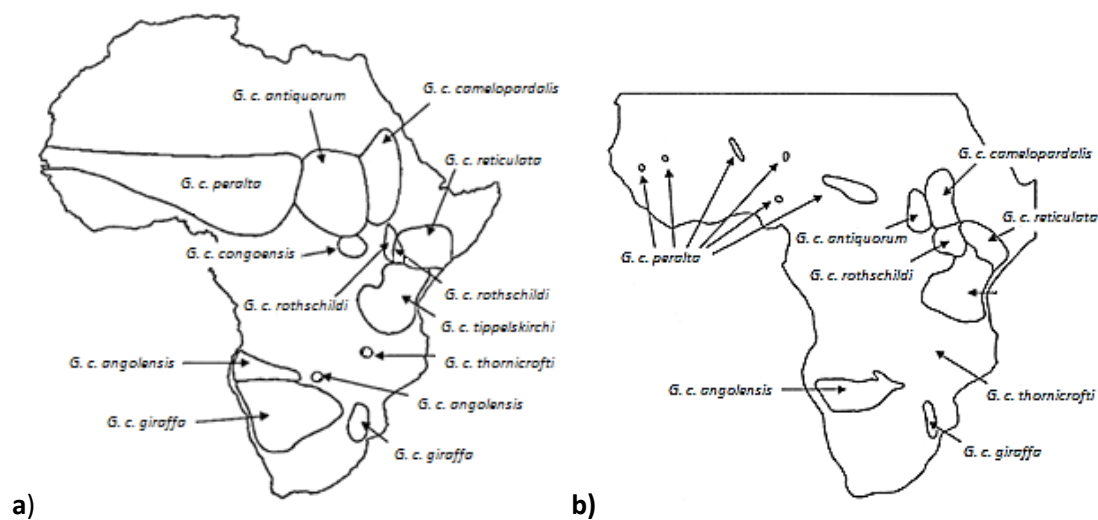 G. c. antiquorum
G. c. camelopardalis
G. c. reticulata
G. c. peralta
G. c. congoensis
G. c. rothschildi
G. c. rothschildi
G. c. tippelskirchi
G. c. angolensis
G. c. thornicrofti
G. c. angolensis
G. c. giraffa
G. c. giraffa
a)
G. c. camelopardalis
G. c. reticulata
G. c. antiquorum
G. c. peralta
G. c. rothschildi
G. c. angolensis
G. c. thornicrofti
G. c. giraffa
b)